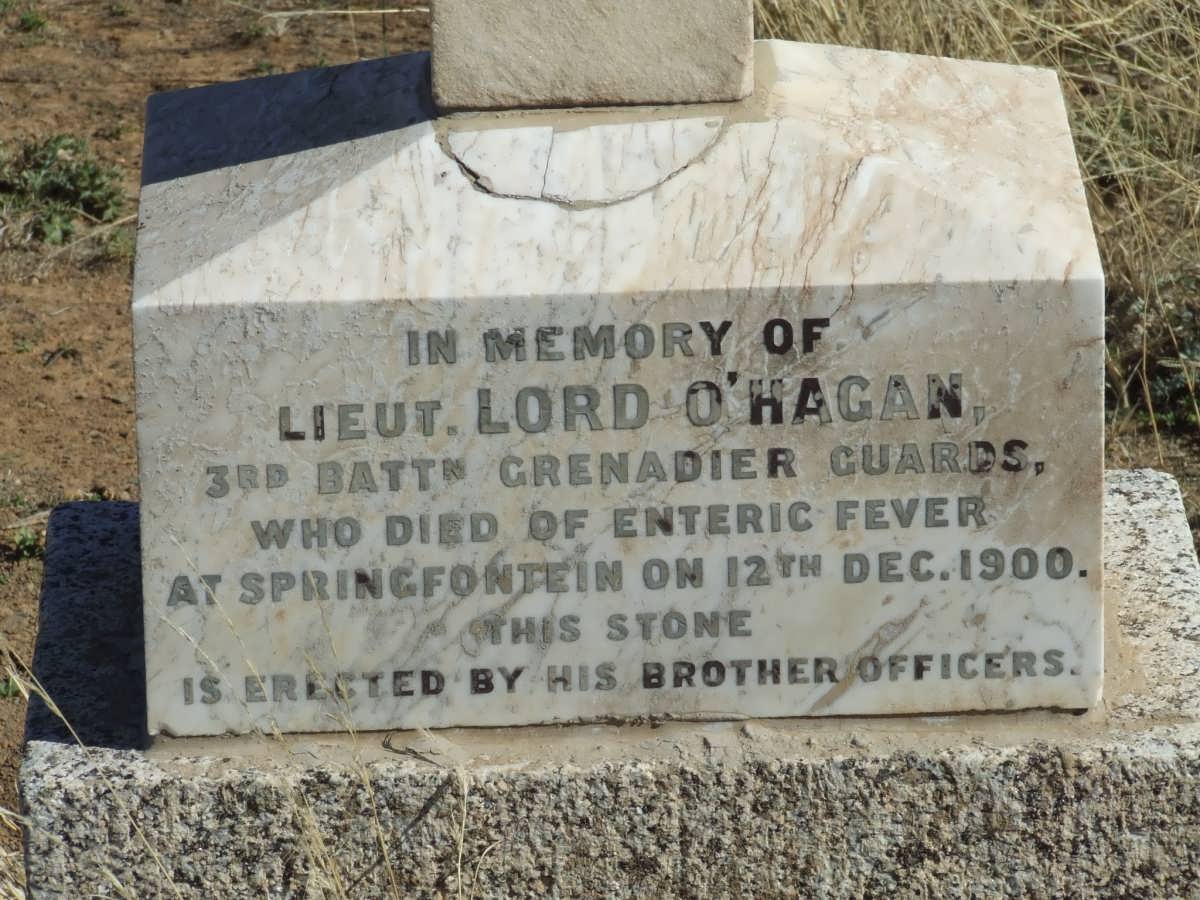 IN MEMORY OF
LIEUT. LORD O'HAGAN,
3RD BATTN GRENADIER GUARDS,
WHO DIED OF ENTERIC FEVER
AT SPRINGFONTEIN ON 12TH DEC. 1900.
THIS STONE
IS ERECTED BY HIS BROTHER OFFICERS.